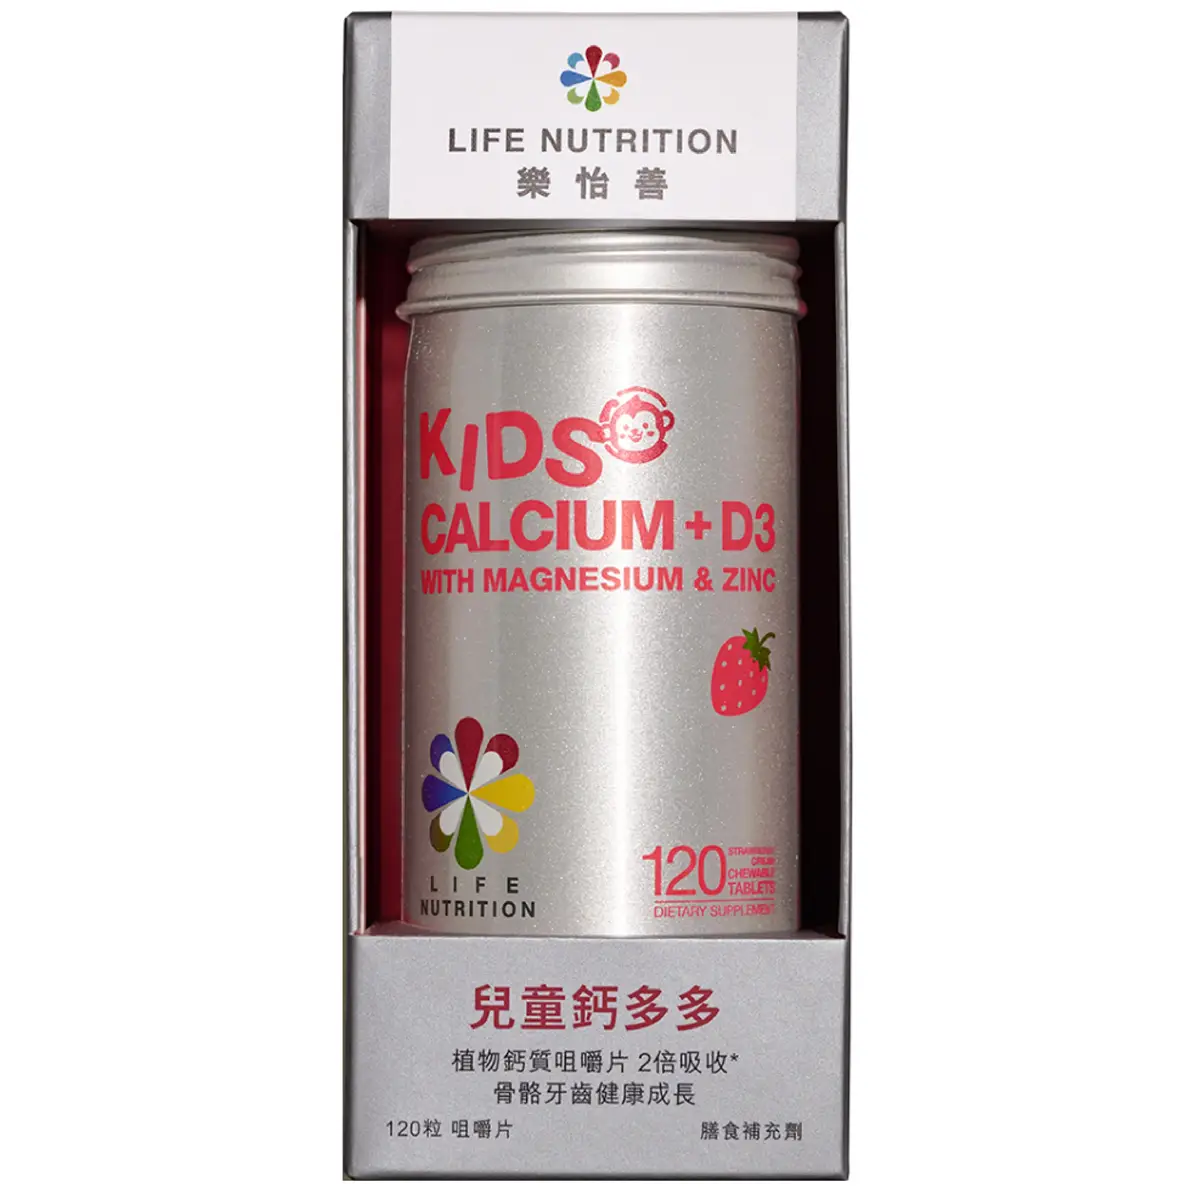 LIFE NUTRITION
樂怡善
KIDS
CALCIUM + D3
WITH MAGNESIUM & ZINC
120
STRAWBERRY
CREAM
CHEWABLE
TABLETS
DIETARY SUPPLEMENT
LIFE
NUTRITION
兒童鈣多多
植物鈣質咀嚼片 2倍吸收*
骨骼牙齒健康成長
120粒 咀嚼片
膳食補充劑